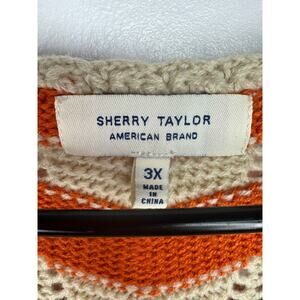 SHERRY TAYLOR
AMERICAN BRAND
3X
MADE
IN
CHINA